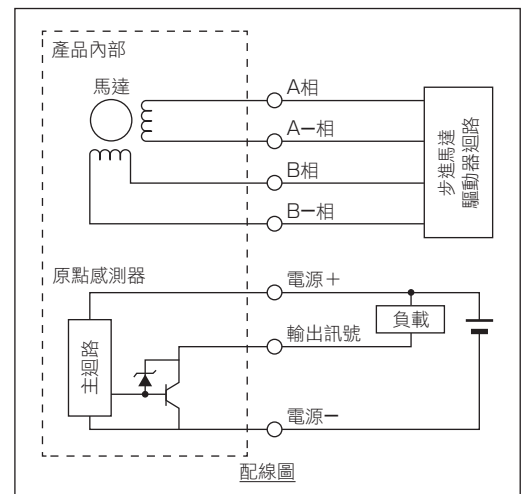 產品內部
馬達
A相
A－相
B相
B－相
步進馬達
驅動器迴路
原點感測器
電源＋
負載
輸出訊號
主迴路
電源－
配線圖